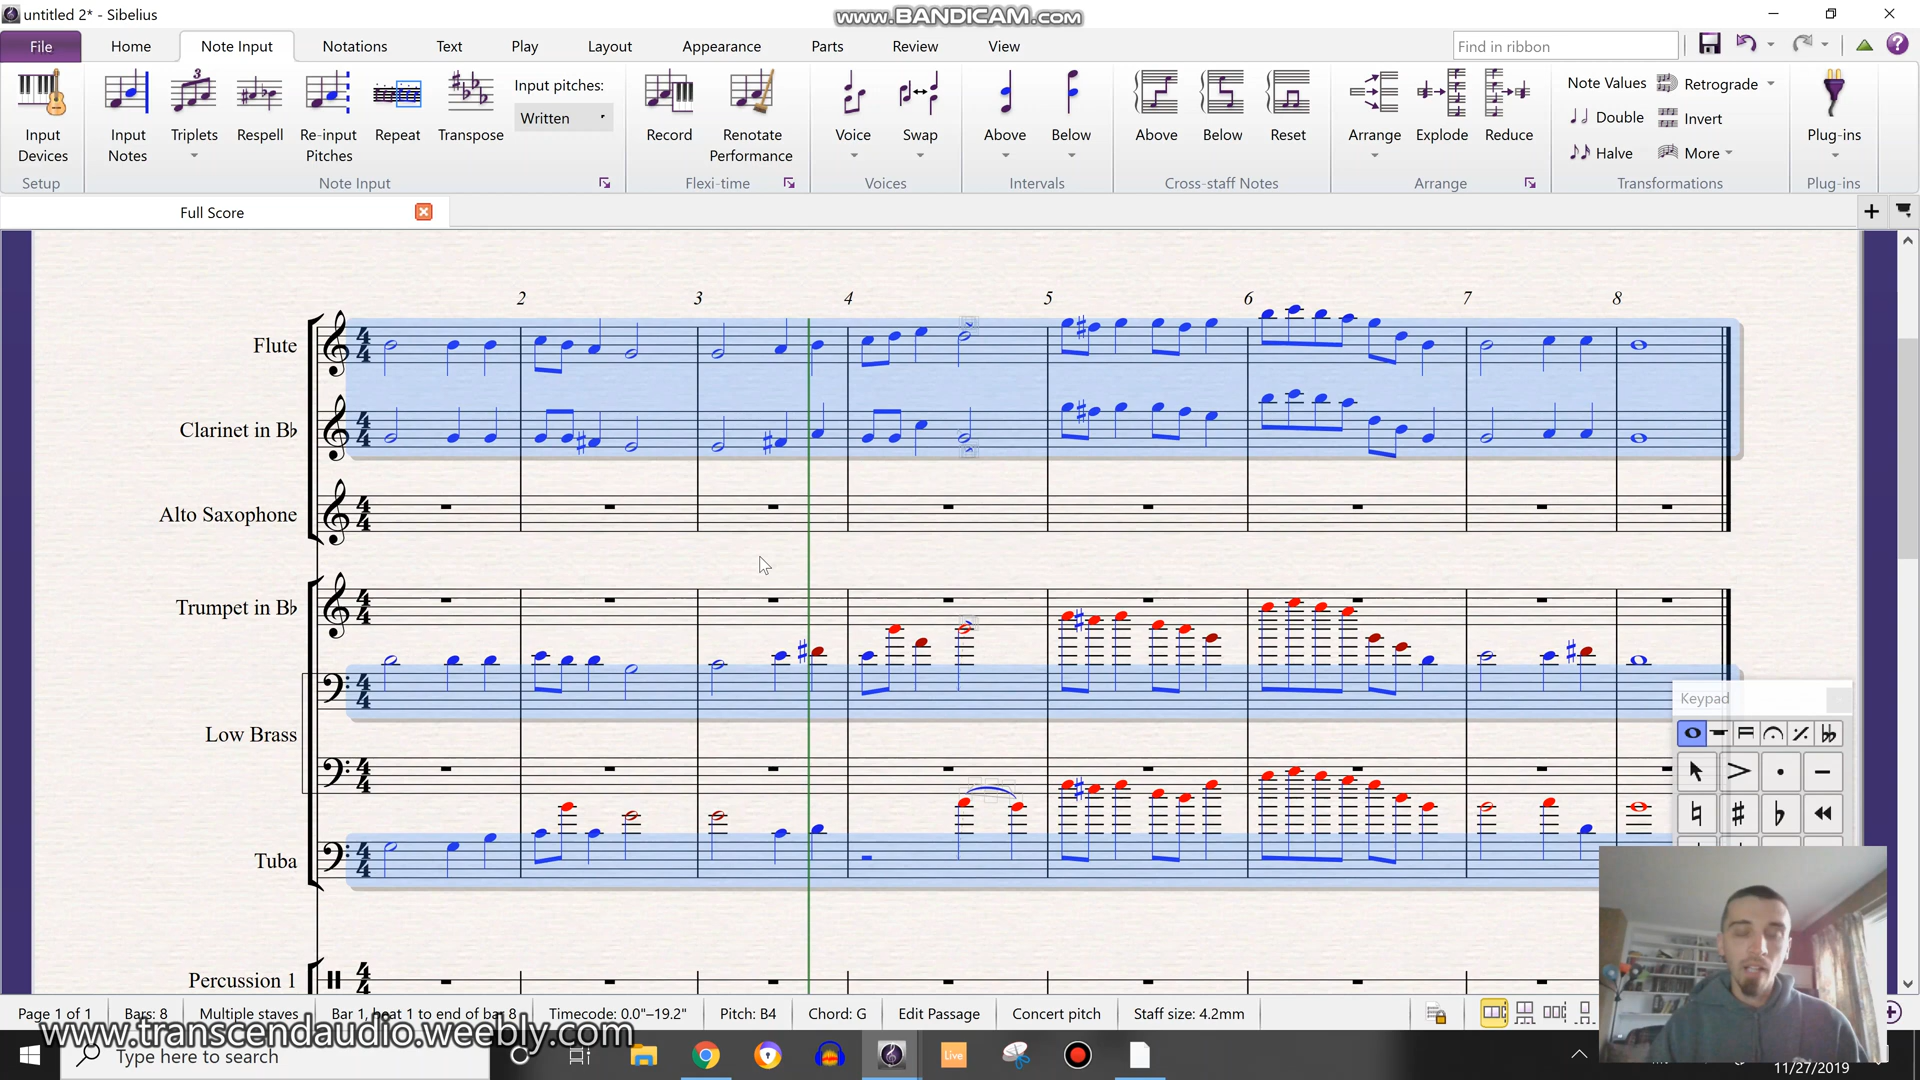 untitled 2* - Sibelius
www.BANDICAM.com
File
Home
Note Input
Notations
Text
Play
Layout
Appearance
Parts
Review
View
Find in ribbon
Input Devices
Setup
Input Notes
3
Triplets
Respell
Re-input Pitches
Repeat
Transpose
Input pitches:
Written
Note Input
Record
Renotate Performance
Flexi-time
Voice
Swap
Voices
Above
Below
Intervals
Above
Below
Reset
Cross-staff Notes
Arrange
Explode
Reduce
Arrange
Note Values
Double
Halve
Retrograde
Invert
More
Transformations
Plug-ins
Plug-ins
Full Score
2 3 4 5 6 7 8
Flute
Clarinet in B♭
Alto Saxophone
Trumpet in B♭
Low Brass
Tuba
Percussion 1
Keypad
Page 1 of 1
Bars: 8
Multiple staves
Bar 1, beat 1 to end of bar 8
Timecode: 0.0"–19.2"
Pitch: B4
Chord: G
Edit Passage
Concert pitch
Staff size: 4.2mm
www.transcendaudio.weebly.com
Type here to search
Live
11/27/2019